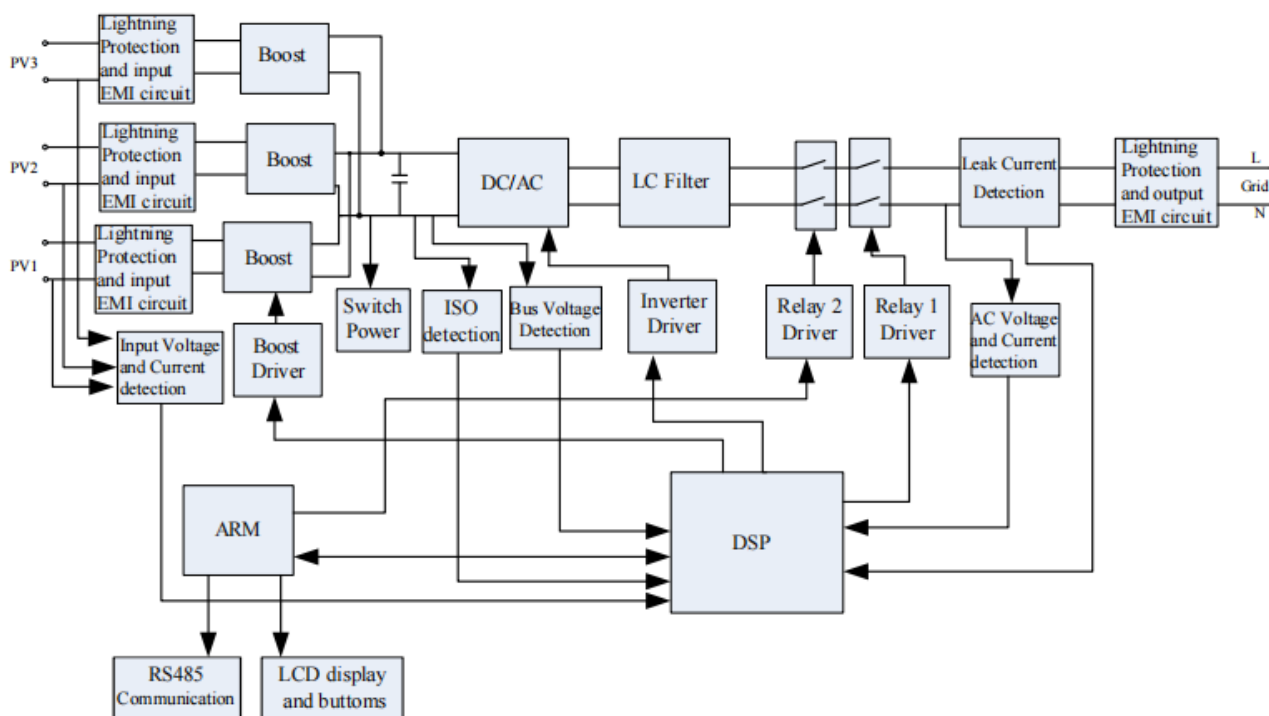 PV3
Lightning
Protection
and input
EMI circuit
Boost
PV2
Lightning
Protection
and input
EMI circuit
Boost
DC/AC
LC Filter
Leak Current
Detection
Lightning
Protection
and output
EMI circuit
L
Grid
N
PV1
Lightning
Protection
and input
EMI circuit
Boost
Switch
Power
ISO
detection
Bus Voltage
Detection
Inverter
Driver
Relay 2
Driver
Relay 1
Driver
AC Voltage
and Current
detection
Input Voltage
and Current
detection
Boost
Driver
ARM
DSP
RS485
Communication
LCD display
and buttoms